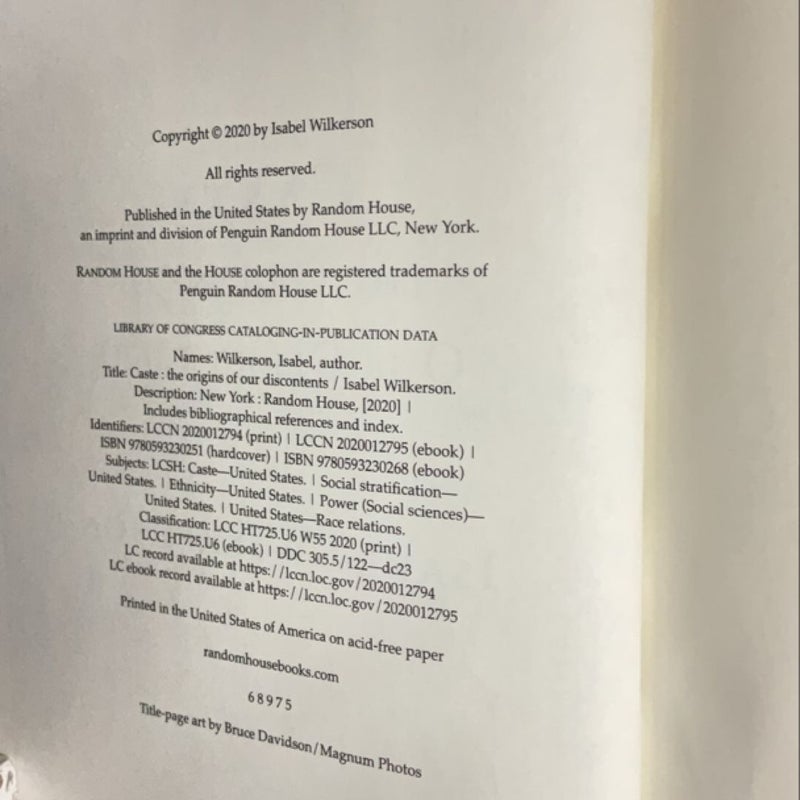 Copyright © 2020 by Isabel Wilkerson
All rights reserved.
Published in the United States by Random House,
an imprint and division of Penguin Random House LLC, New York.
RANDOM HOUSE and the HOUSE colophon are registered trademarks of
Penguin Random House LLC.
LIBRARY OF CONGRESS CATALOGING-IN-PUBLICATION DATA
Names: Wilkerson, Isabel, author.
Title: Caste : the origins of our discontents / Isabel Wilkerson.
Description: New York : Random House, [2020] |
Includes bibliographical references and index.
Identifiers: LCCN 2020012794 (print) | LCCN 2020012795 (ebook) |
ISBN 9780593230251 (hardcover) | ISBN 9780593230268 (ebook)
Subjects: LCSH: Caste—United States. | Social stratification—
United States. | Ethnicity—United States. | Power (Social sciences)—
United States. | United States—Race relations.
Classification: LCC HT725.U6 W55 2020 (print) |
LCC HT725.U6 (ebook) | DDC 305.5/122—dc23
LC record available at https://lccn.loc.gov/2020012794
LC ebook record available at https://lccn.loc.gov/2020012795
Printed in the United States of America on acid-free paper
randomhousebooks.com
6 8 9 7 5
Title-page art by Bruce Davidson/Magnum Photos